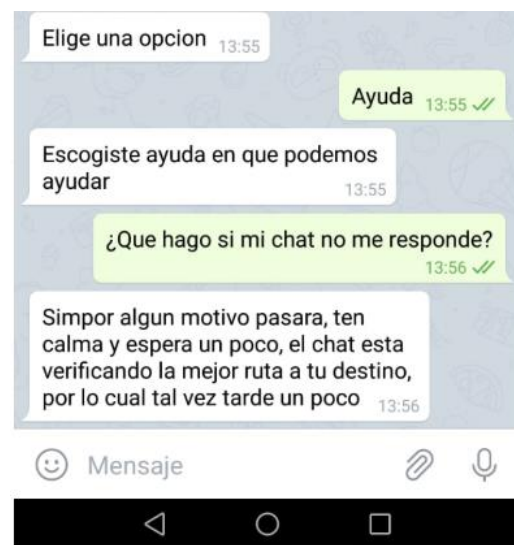 Elige una opcion 13:55
Ayuda 13:55
Escogiste ayuda en que podemos
ayudar 13:55
¿Que hago si mi chat no me responde?
13:56
Simpor algun motivo pasara, ten
calma y espera un poco, el chat esta
verificando la mejor ruta a tu destino,
por lo cual tal vez tarde un poco 13:56
Mensaje